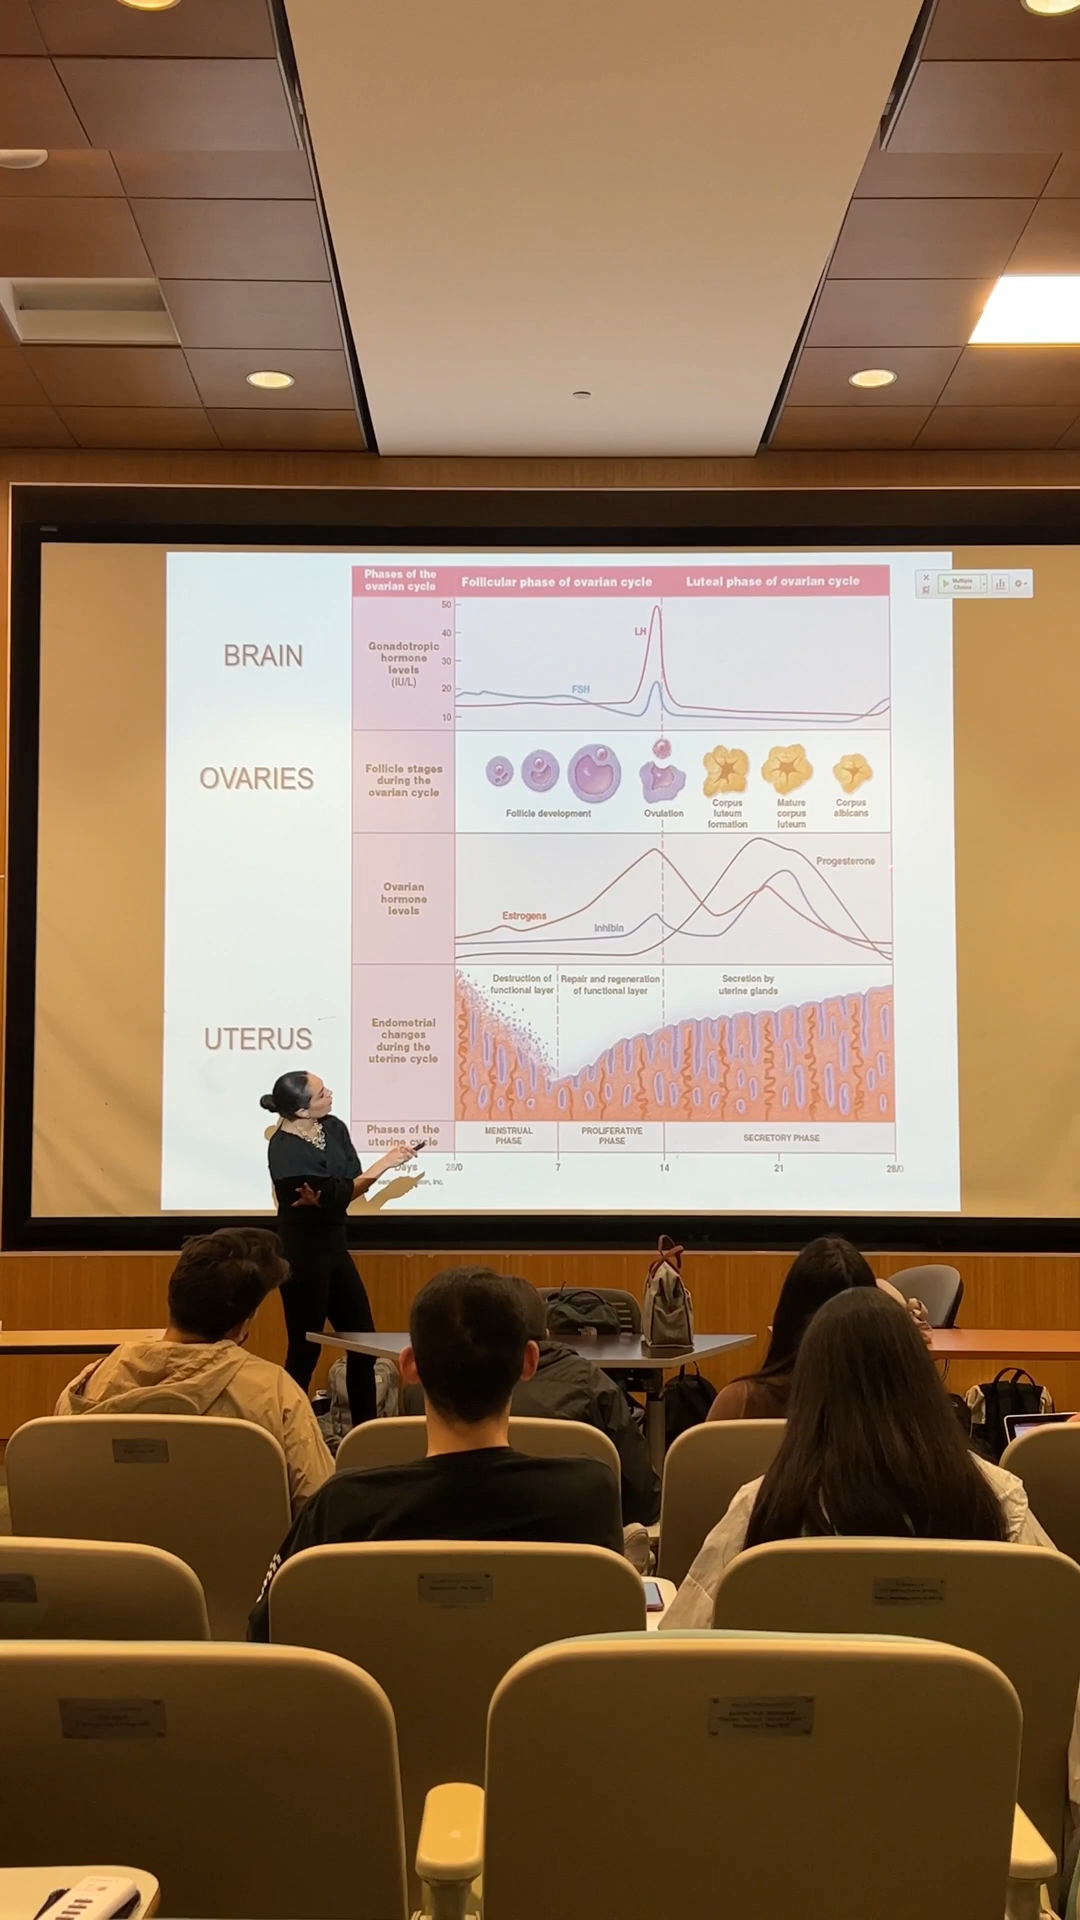 Phases of the
ovarian cycle
Follicular phase of ovarian cycle
Luteal phase of ovarian cycle
Multiple
Choice
BRAIN
Gonadotropic
hormone
levels
(IU/L)
50
40
30
20
10
LH
FSH
OVARIES
Follicle stages
during the
ovarian cycle
Follicle development
Ovulation
Corpus
luteum
formation
Mature
corpus
luteum
Corpus
albicans
Ovarian
hormone
levels
Estrogens
Inhibin
Progesterone
UTERUS
Endometrial
changes
during the
uterine cycle
Destruction of
functional layer
Repair and regeneration
of functional layer
Secretion by
uterine glands
Phases of the
uterine cycle
MENSTRUAL
PHASE
PROLIFERATIVE
PHASE
SECRETORY PHASE
Days
28/0
7
14
21
28/0
Inc.